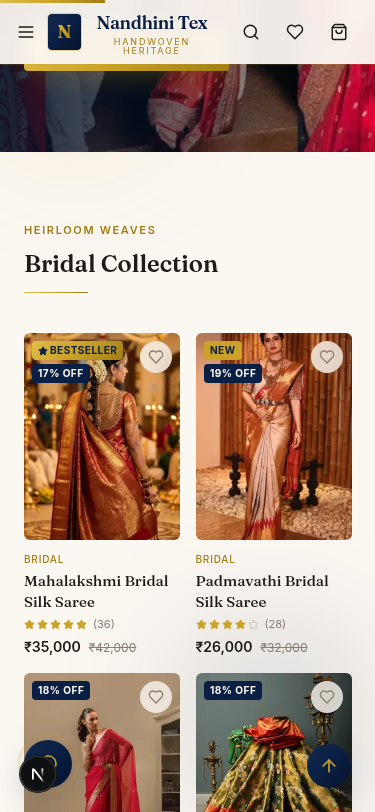 N
Nandhini Tex
HANDWOVEN
HERITAGE
HEIRLOOM WEAVES
Bridal Collection
BESTSELLER
17% OFF
NEW
19% OFF
BRIDAL
Mahalakshmi Bridal
Silk Saree
(36)
₹35,000 ₹42,000
BRIDAL
Padmavathi Bridal
Silk Saree
(28)
₹26,000 ₹32,000
18% OFF
18% OFF
N